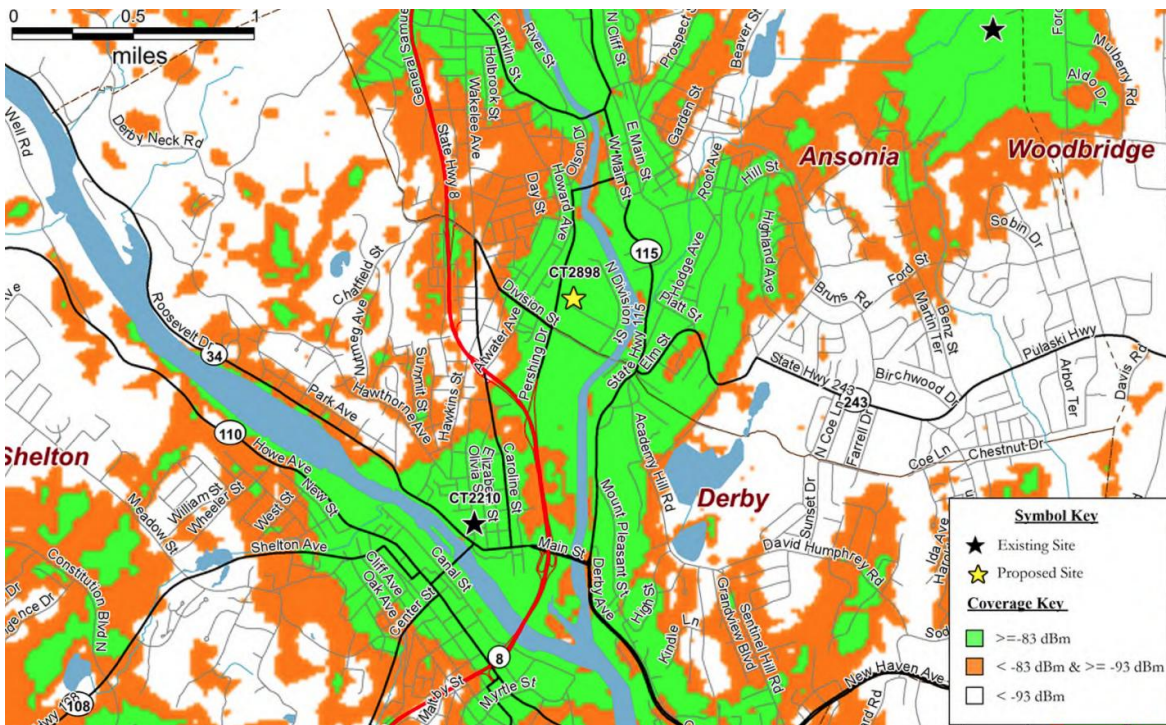 0 0.5 1
miles
General Samu
State Hwy 8
Franklin St
Holbrook St
Wakelee Ave
River St
N Cliff St
Prospect S
Beaver St
Garden St
Root Ave
Hill St
Highland Ave
E Main St
W Main St
Olson Dr
Howard Ave
Day St
Ford
Mulberry Rd
Aldo Dr
Ansonia
Woodbridge
Sobin Dr
Well Rd
Derby Neck Rd
Chatfield St
Nutmeg Ave
Roosevelt Dr
34
Division St
CT2898
115
N Division St
Hodge Ave
Platt St
Elm St
State Hwy 115
Atwater Ave
Pershing Dr
Ford St
Bruns Rd
Martin Ter
Benz St
Pulaski Hwy
State Hwy 243
243
Birchwood Dr
Arbor Ter
Davis Rd
N Coe Ln
Farrell Dr
Coe Ln
Chestnut Dr
Summit St
Hawthorne Ave
Hawkins St
Park Ave
110
Howe Ave
Shelton
New St
Elizabeth St
Olivia St
Caroline St
CT2210
Academy Hill Rd
Derby
Mount Pleasant St
Sunset Dr
David Humphrey Rd
Meadow St
William St
Wheeler St
West St
Shelton Ave
Constitution Blvd N
Cliff Ave
Oak Ave
Canal St
Center St
Main St
Derby Ave
High St
Kindle Ln
Grandview Blvd
Sentinel Hill Rd
Ida Ave
New Haven Ave
8
Myrtle St
Maltby St
108
Symbol Key
Existing Site
Proposed Site
Coverage Key
>=-83 dBm
< -83 dBm & >= -93 dBm
< -93 dBm